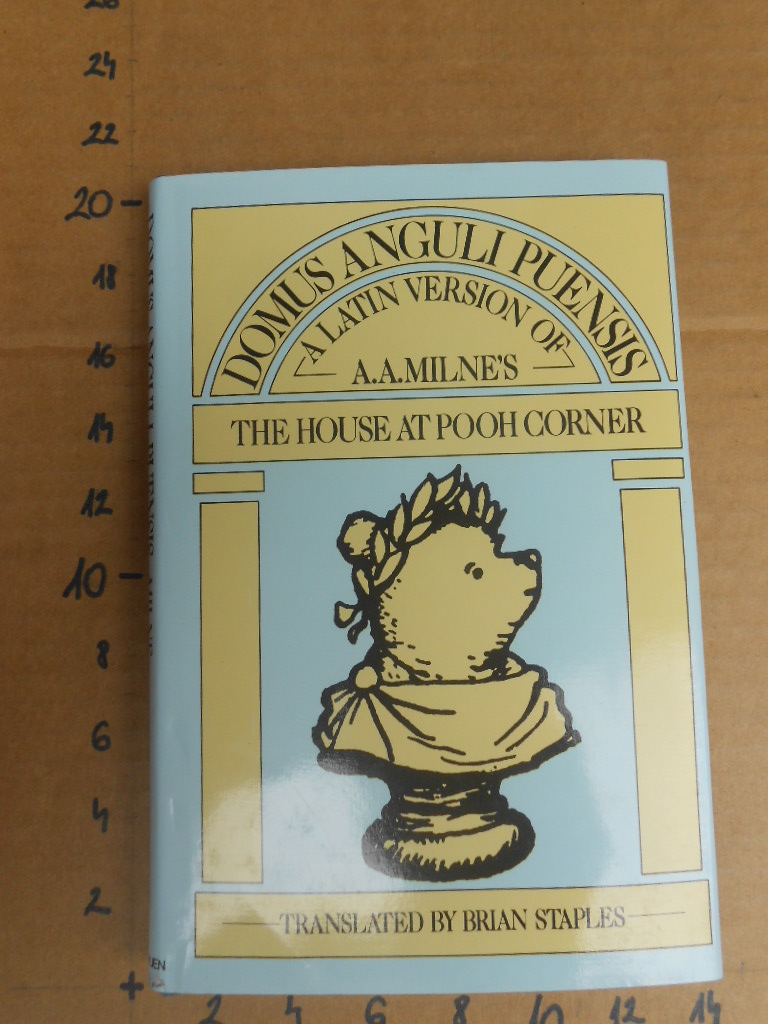 26
24
22
20
18
16
14
12
10
8
6
4
2
+
2 4 6 8 10 12 14
DOMUS ANGULI PUENSIS
A LATIN VERSION OF
A.A.MILNE'S
THE HOUSE AT POOH CORNER
TRANSLATED BY BRIAN STAPLES